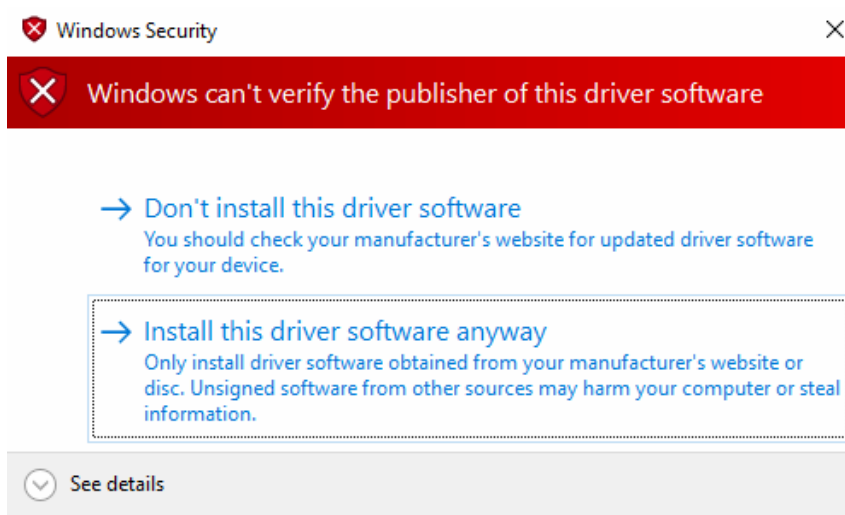 Windows Security
Windows can't verify the publisher of this driver software
Don't install this driver software
You should check your manufacturer's website for updated driver software
for your device.
Install this driver software anyway
Only install driver software obtained from your manufacturer's website or
disc. Unsigned software from other sources may harm your computer or steal
information.
See details